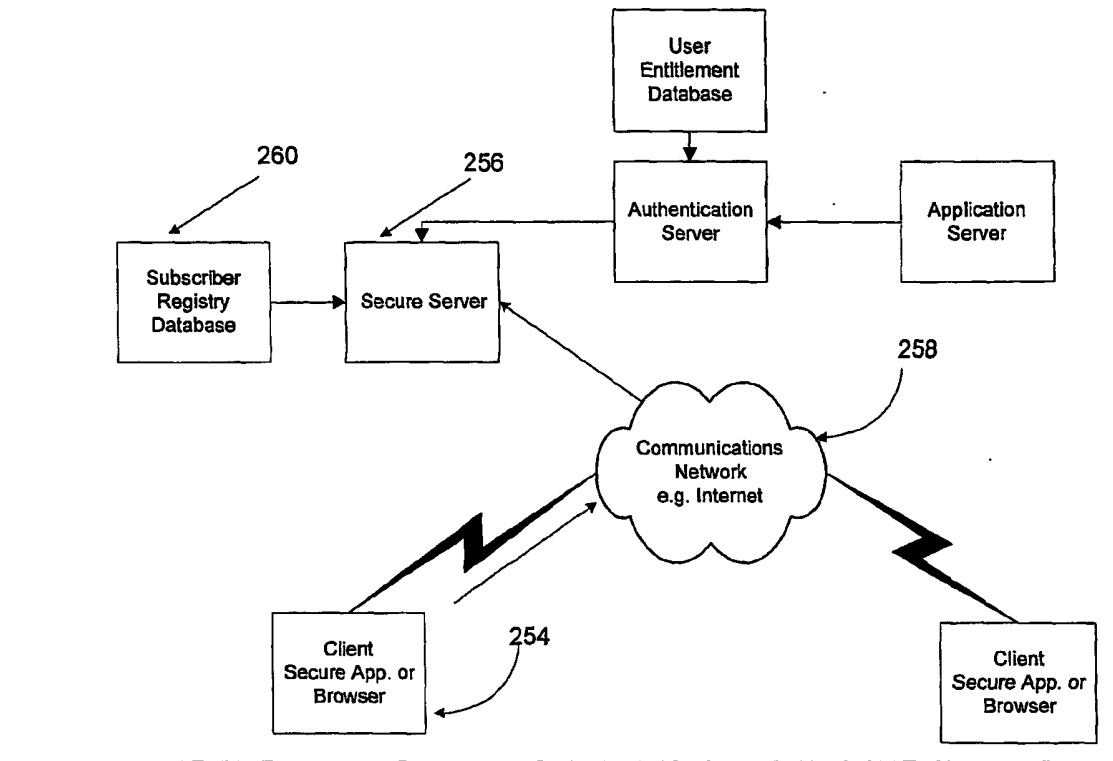 User
Entitlement
Database
260
256
Authentication
Server
Application
Server
Subscriber
Registry
Database
Secure Server
258
Communications
Network
e.g. Internet
254
Client
Secure App. or
Browser
Client
Secure App. or
Browser